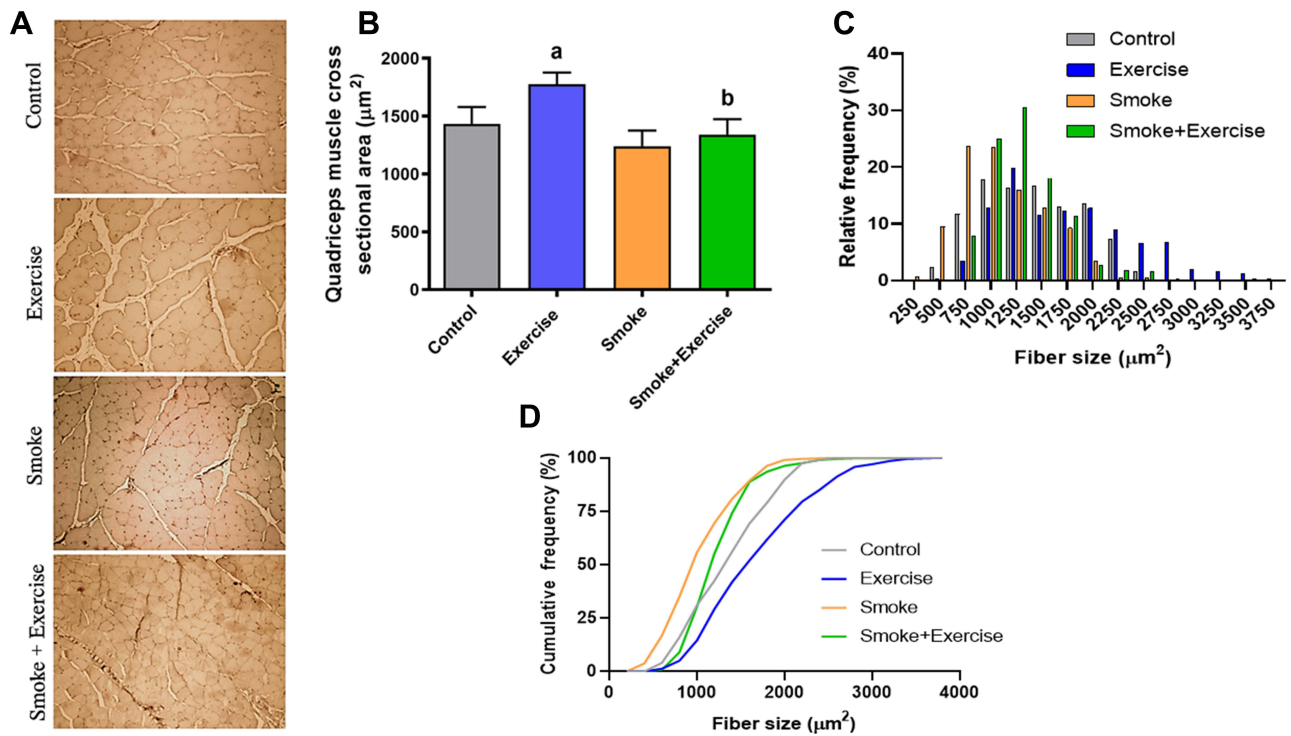 A
Control
Exercise
Smoke
Smoke + Exercise
B
Quadriceps muscle cross
sectional area (μm2)
2000
1500
1000
500
0
a
b
Control
Exercise
Smoke
Smoke+Exercise
C
Relative frequency (%)
40
30
20
10
0
Control
Exercise
Smoke
Smoke+Exercise
250
500
750
1000
1250
1500
1750
2000
2250
2500
2750
3000
3250
3500
3750
Fiber size (μm2)
D
Cumulative frequency (%)
100
75
50
25
0
Control
Exercise
Smoke
Smoke+Exercise
0
1000
2000
3000
4000
Fiber size (μm2)